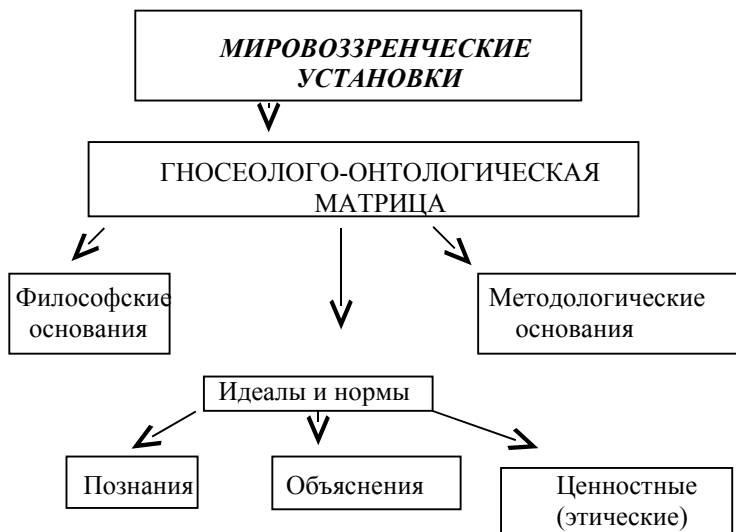 МИРОВОЗЗРЕНЧЕСКИЕ
УСТАНОВКИ
ГНОСЕОЛОГО-ОНТОЛОГИЧЕСКАЯ
МАТРИЦА
Философские
основания
Методологические
основания
Идеалы и нормы
Познания
Объяснения
Ценностные
(этические)